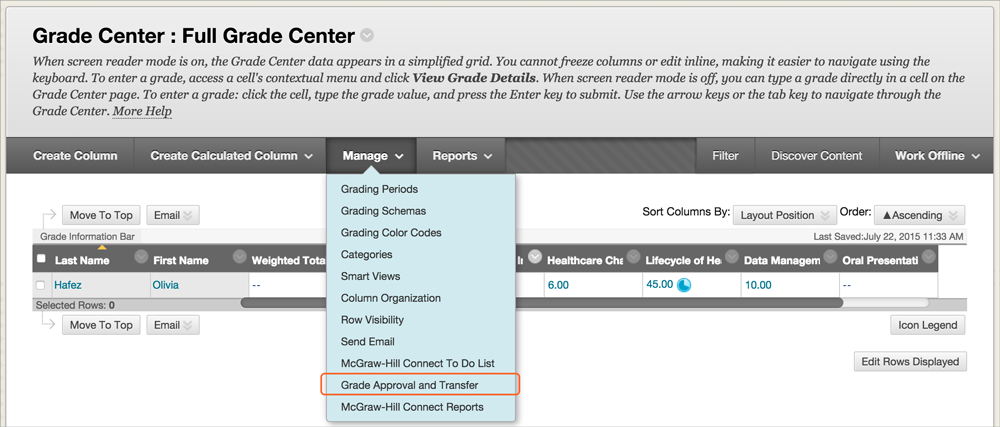 Grade Center : Full Grade Center
When screen reader mode is on, the Grade Center data appears in a simplified grid. You cannot freeze columns or edit inline, making it easier to navigate using the
keyboard. To enter a grade, access a cell's contextual menu and click View Grade Details. When screen reader mode is off, you can type a grade directly in a cell on the
Grade Center page. To enter a grade: click the cell, type the grade value, and press the Enter key to submit. Use the arrow keys or the tab key to navigate through the
Grade Center. More Help
Create Column Create Calculated Column Manage Reports Filter Discover Content Work Offline
Grading Periods
Grading Schemas
Grading Color Codes
Categories
Smart Views
Column Organization
Row Visibility
Send Email
McGraw-Hill Connect To Do List
Grade Approval and Transfer
McGraw-Hill Connect Reports
Move To Top Email Sort Columns By: Layout Position Order: Ascending
Grade Information Bar Last Saved:July 22, 2015 11:33 AM
Last Name First Name Weighted Tota Healthcare Cha Lifecycle of He Data Managem Oral Presentati
Hafez Olivia -- 6.00 45.00 10.00 --
Selected Rows: 0
Move To Top Email Icon Legend
Edit Rows Displayed